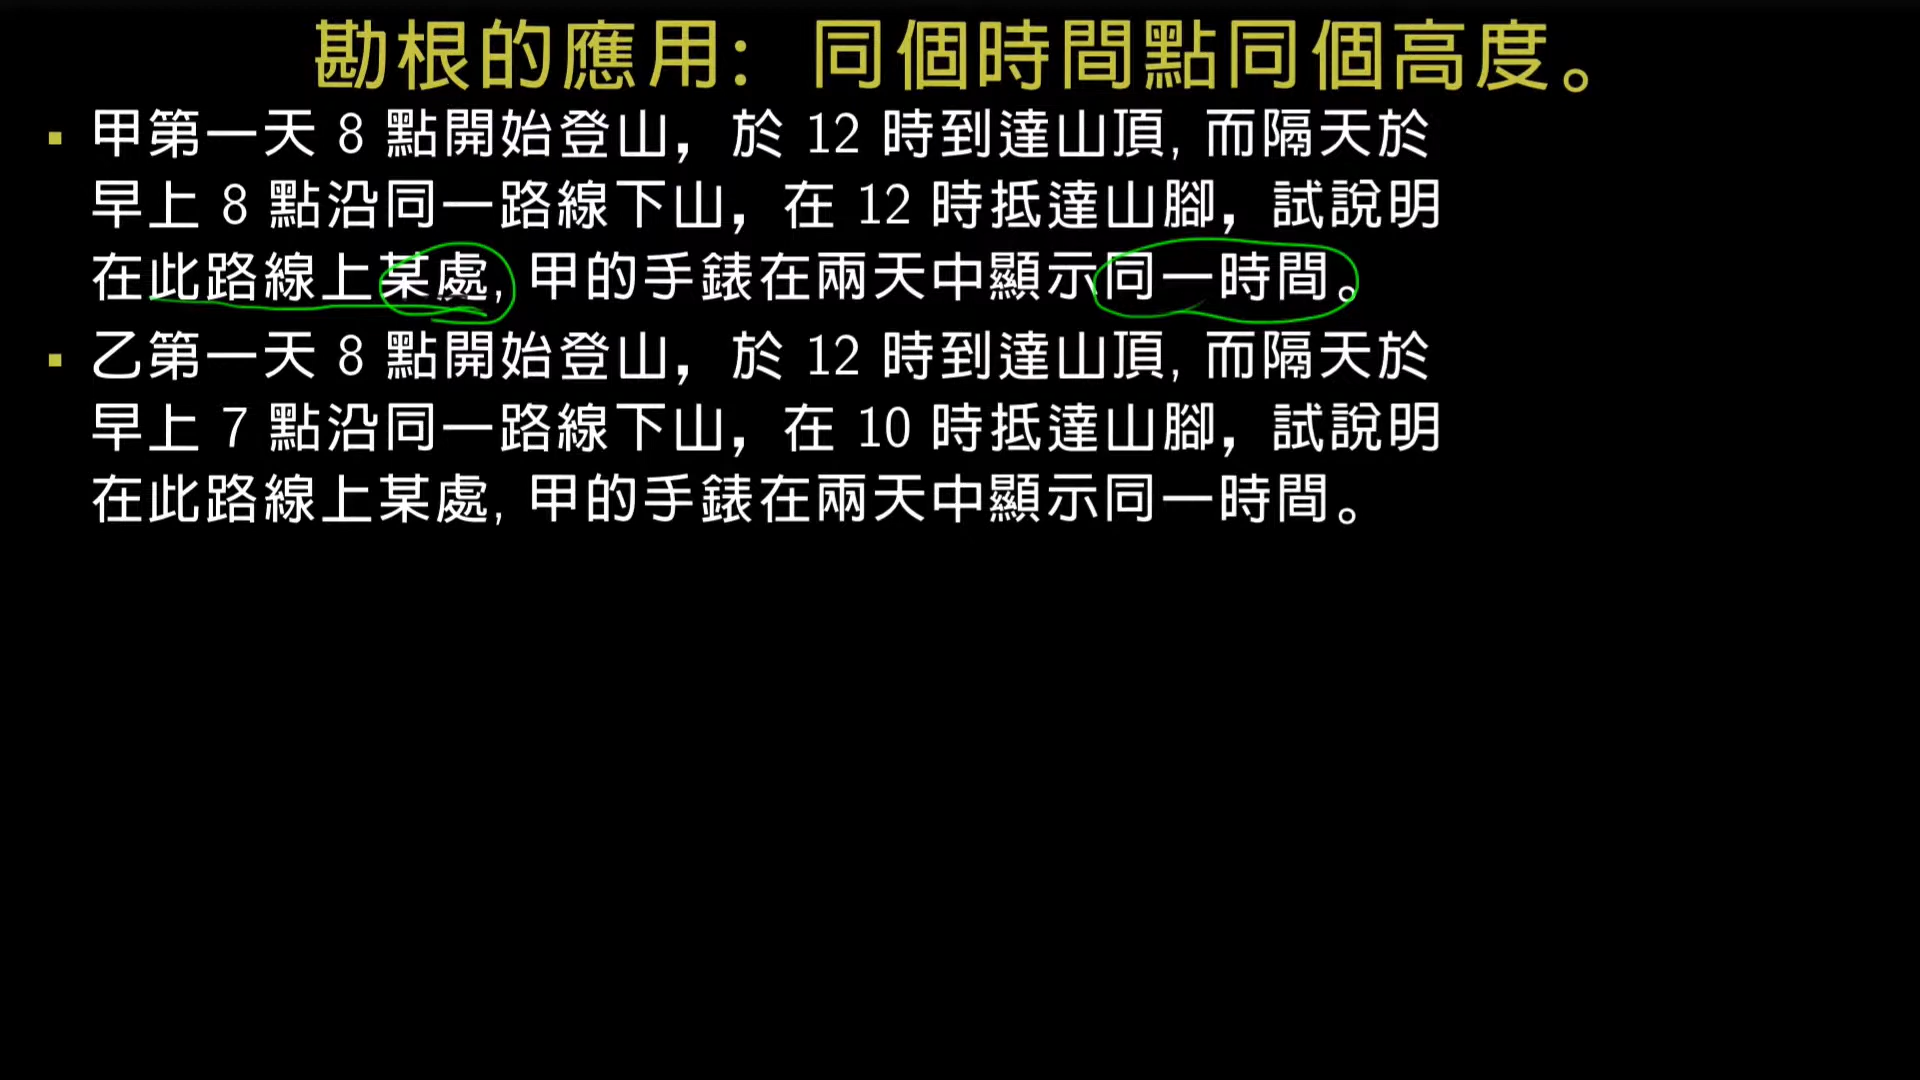 勘根的應用：同個時間點同個高度。
▪ 甲第一天 8 點開始登山，於 12 時到達山頂, 而隔天於
早上 8 點沿同一路線下山，在 12 時抵達山腳，試說明
在此路線上某處, 甲的手錶在兩天中顯示同一時間。
▪ 乙第一天 8 點開始登山，於 12 時到達山頂, 而隔天於
早上 7 點沿同一路線下山，在 10 時抵達山腳，試說明
在此路線上某處, 甲的手錶在兩天中顯示同一時間。